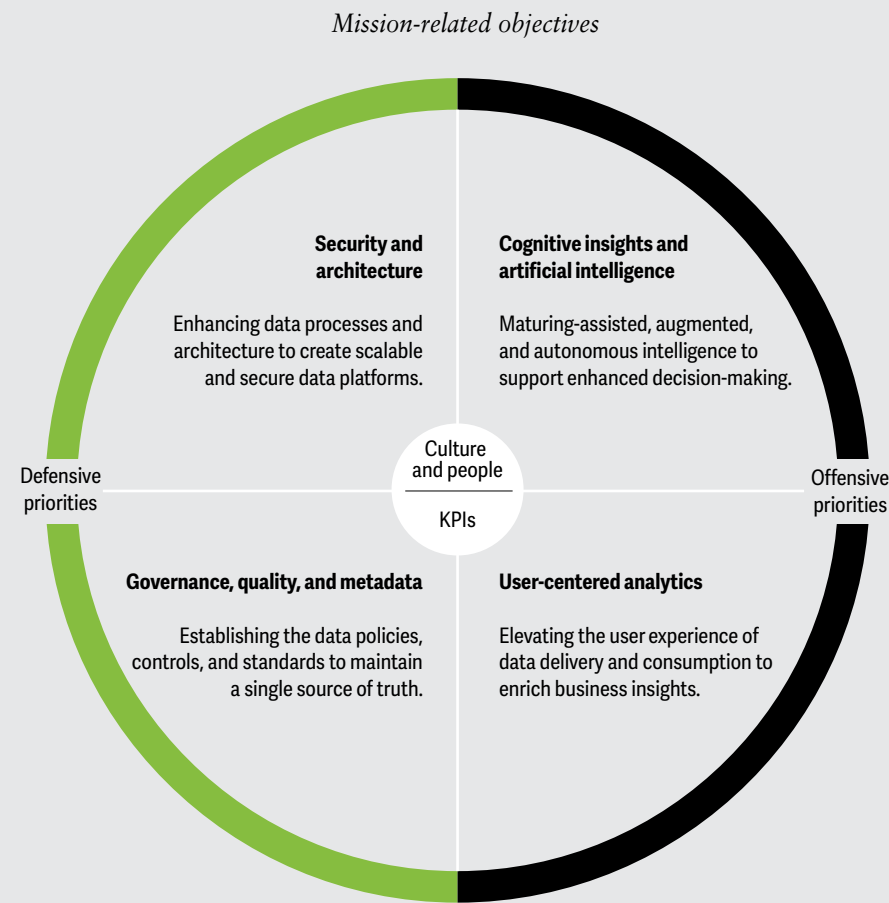 Mission-related objectives
Security and
architecture
Enhancing data processes and
architecture to create scalable
and secure data platforms.
Cognitive insights and
artificial intelligence
Maturing-assisted, augmented,
and autonomous intelligence to
support enhanced decision-making.
Defensive
priorities
Culture
and people
KPIs
Offensive
priorities
Governance, quality, and metadata
Establishing the data policies,
controls, and standards to maintain
a single source of truth.
User-centered analytics
Elevating the user experience of
data delivery and consumption to
enrich business insights.